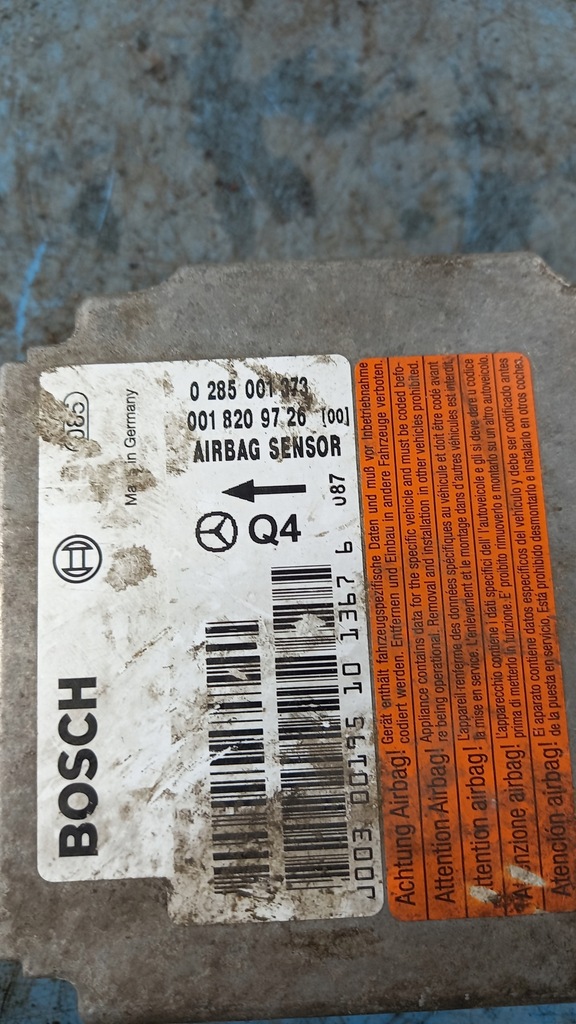 0 285 001 373
001 820 97 26 [00]
AIRBAG SENSOR
Q4
U87
Made in Germany
BOSCH
J003 00195 10 1367 6
Achtung Airbag! Gerät enthält fahrzeugspezifische Daten und muß vor Inbetriebnahme
codiert werden. Entfernen und Einbau in andere Fahrzeuge verboten.
Attention Airbag! Appliance contains data for the specific vehicle and must be coded befo-
re being operational. Removal and installation in other vehicles prohibited.
Attention airbag! L'appareil renferme des données spécifiques au véhicule et doit être codé avant
la mise en service. L'enlèvement et le montage dans d'autres véhicules est interdit.
Attenzione airbag! L'apparecchio contiene i dati specifici dell' l'autoveicolo e gli si deve dare u codice
prima di metterlo in funzione. E' proibito rimuoverlo e montarlo su un altro autoveicolo.
Atención airbag! El aparato contiene datos específicos del vehículo y debe ser codificado antes
de la puesta en servicio. Está prohibido desmontarlo e instalarlo en otros coches.